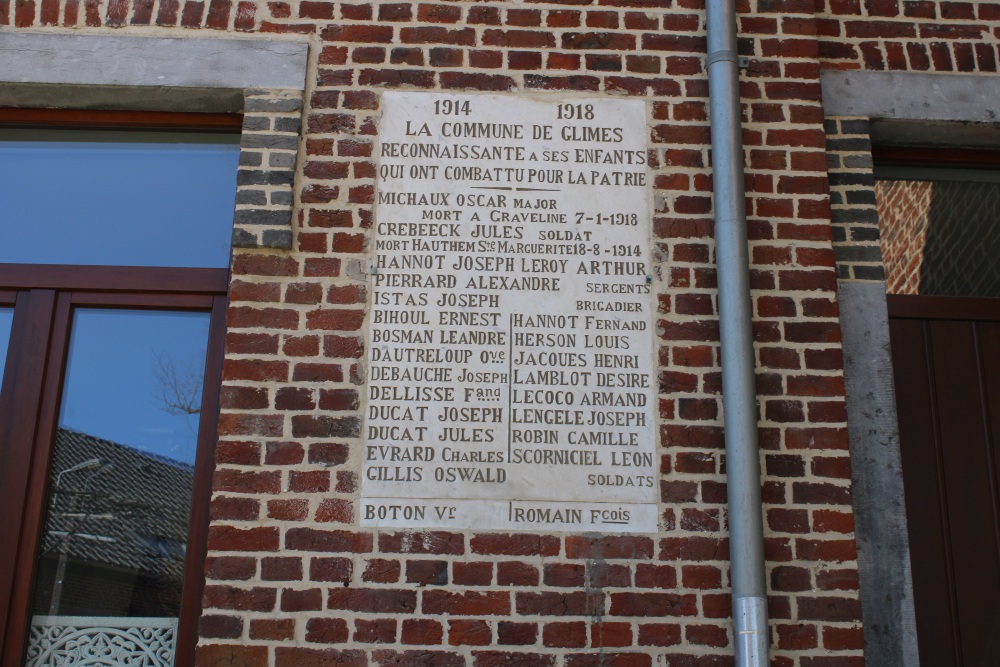 1914 1918
LA COMMUNE DE GLIMES
RECONNAISSANTE A SES ENFANTS
QUI ONT COMBATTU POUR LA PATRIE
MICHAUX OSCAR MAJOR
MORT A GRAVELINE 7-1-1918
CREBEECK JULES SOLDAT
MORT HAUTHEM Ste MARGUERITE 18-8-1914
HANNOT JOSEPH LEROY ARTHUR
PIERRARD ALEXANDRE SERGENTS
ISTAS JOSEPH BRIGADIER
BIHOUL ERNEST
BOSMAN LEANDRE
DAUTRELOUP Ove
DEBAUCHE JOSEPH
DELLISSE Fand
DUCAT JOSEPH
DUCAT JULES
EVRARD CHARLES
GILLIS OSWALD
HANNOT FERNAND
HERSON LOUIS
JACQUES HENRI
LAMBLOT DESIRE
LECOCQ ARMAND
LENGELE JOSEPH
ROBIN CAMILLE
SCORNICIEL LEON
SOLDATS
BOTON Vr
ROMAIN Fcois